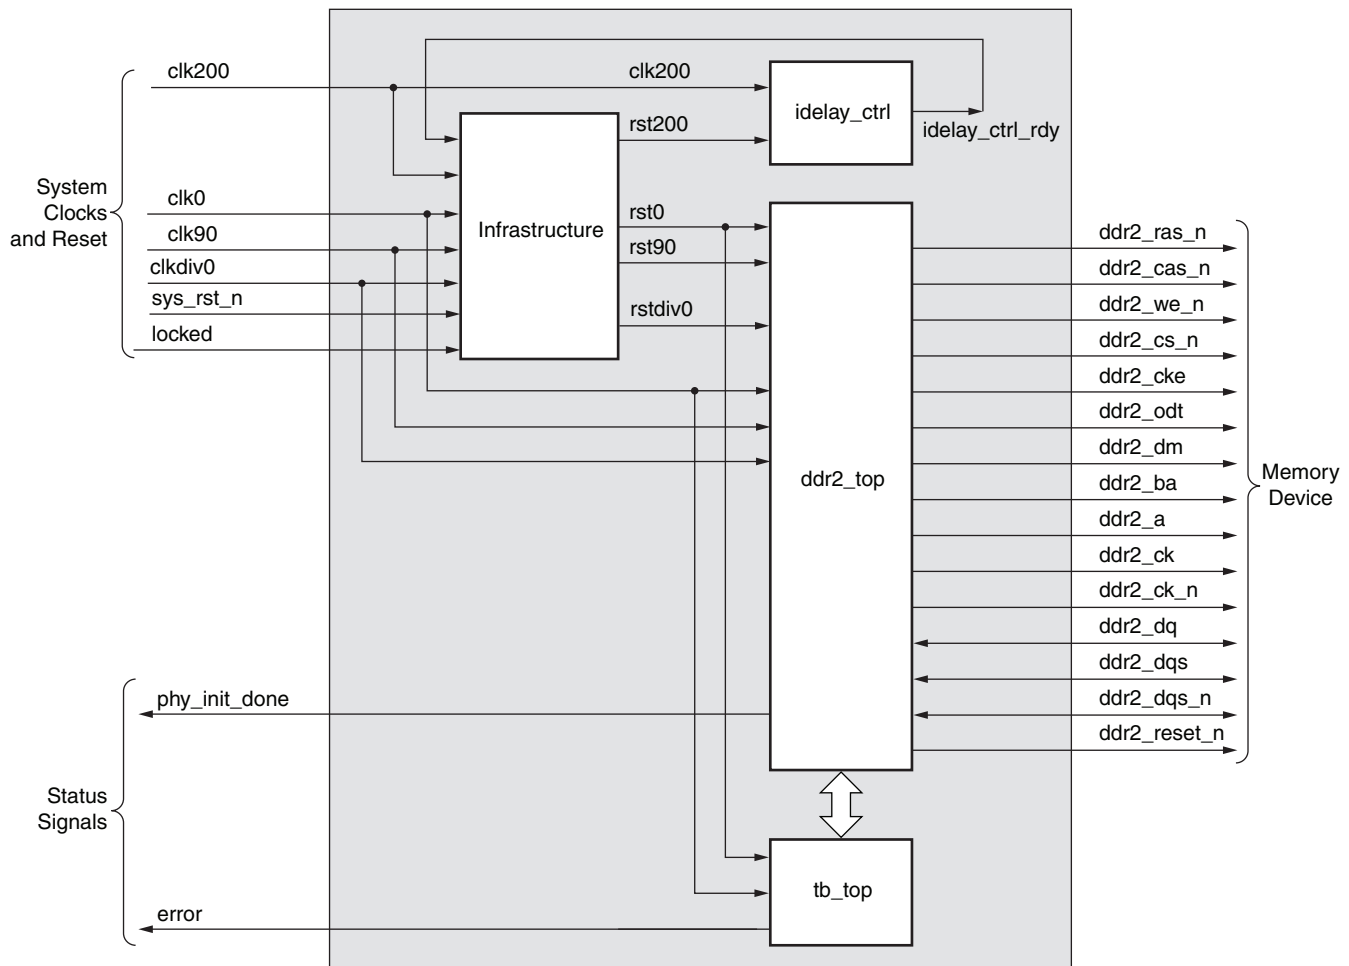 clk200
clk200
idelay_ctrl
idelay_ctrl_rdy
rst200
System
Clocks
and Reset
clk0
clk90
clkdiv0
sys_rst_n
locked
Infrastructure
rst0
rst90
rstdiv0
ddr2_top
ddr2_ras_n
ddr2_cas_n
ddr2_we_n
ddr2_cs_n
ddr2_cke
ddr2_odt
ddr2_dm
ddr2_ba
ddr2_a
ddr2_ck
ddr2_ck_n
ddr2_dq
ddr2_dqs
ddr2_dqs_n
ddr2_reset_n
Memory
Device
phy_init_done
Status
Signals
error
tb_top